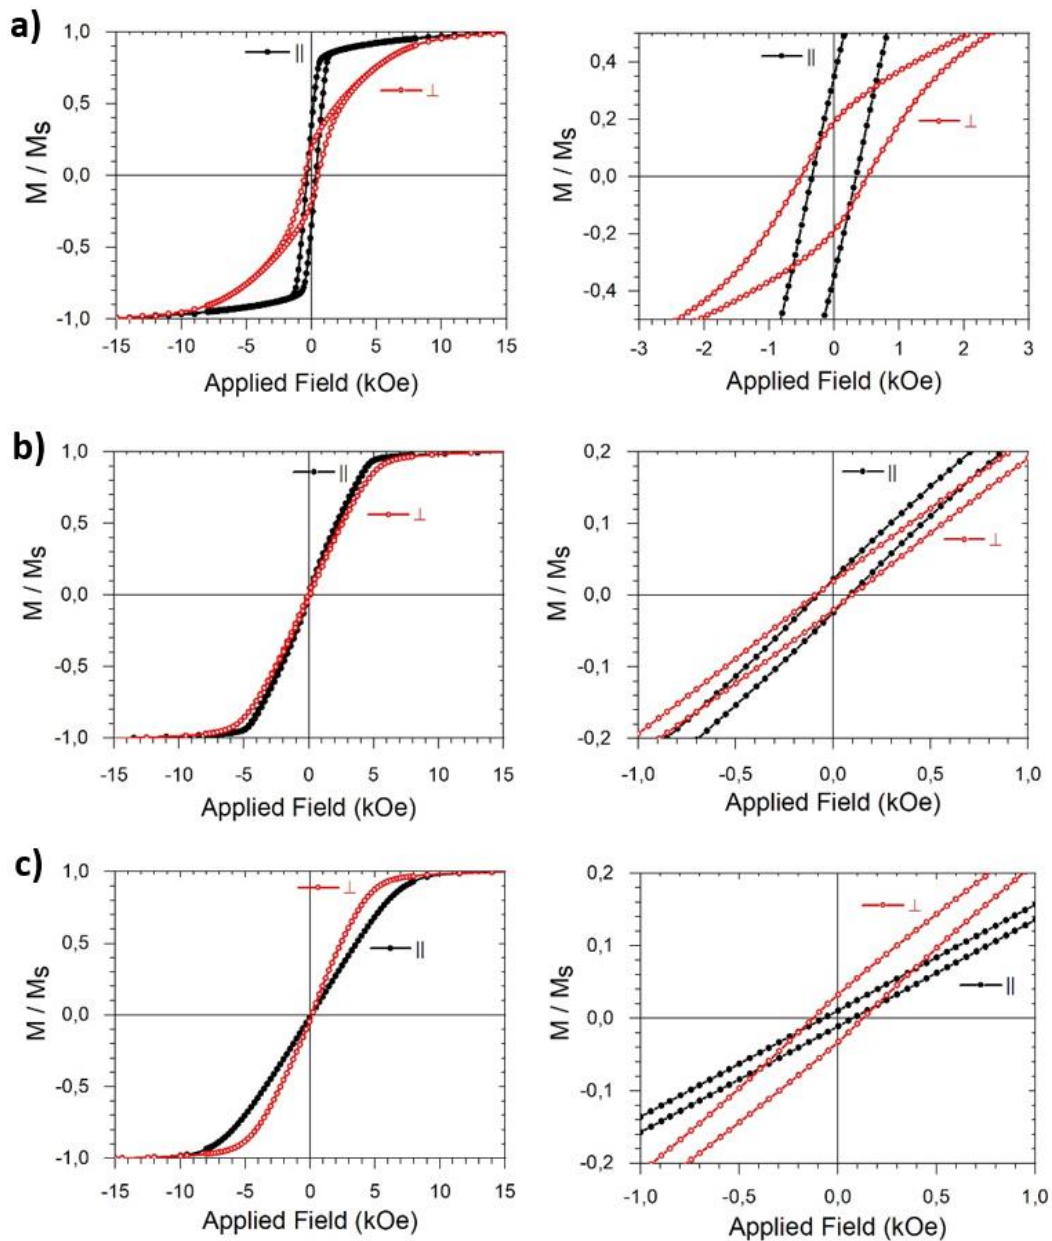 a)
1,0
0,5
0,0
-0,5
-1,0
M / Ms
||
⊥
-15 -10 -5 0 5 10 15
Applied Field (kOe)
0,4
0,2
0,0
-0,2
-0,4
M / Ms
||
⊥
-3 -2 -1 0 1 2 3
Applied Field (kOe)
b)
1,0
0,5
0,0
-0,5
-1,0
M / Ms
||
⊥
-15 -10 -5 0 5 10 15
Applied Field (kOe)
0,2
0,1
0,0
-0,1
-0,2
M / Ms
||
⊥
-1,0 -0,5 0,0 0,5 1,0
Applied Field (kOe)
c)
1,0
0,5
0,0
-0,5
-1,0
M / Ms
⊥
||
-15 -10 -5 0 5 10 15
Applied Field (kOe)
0,2
0,1
0,0
-0,1
-0,2
M / Ms
⊥
||
-1,0 -0,5 0,0 0,5 1,0
Applied Field (kOe)